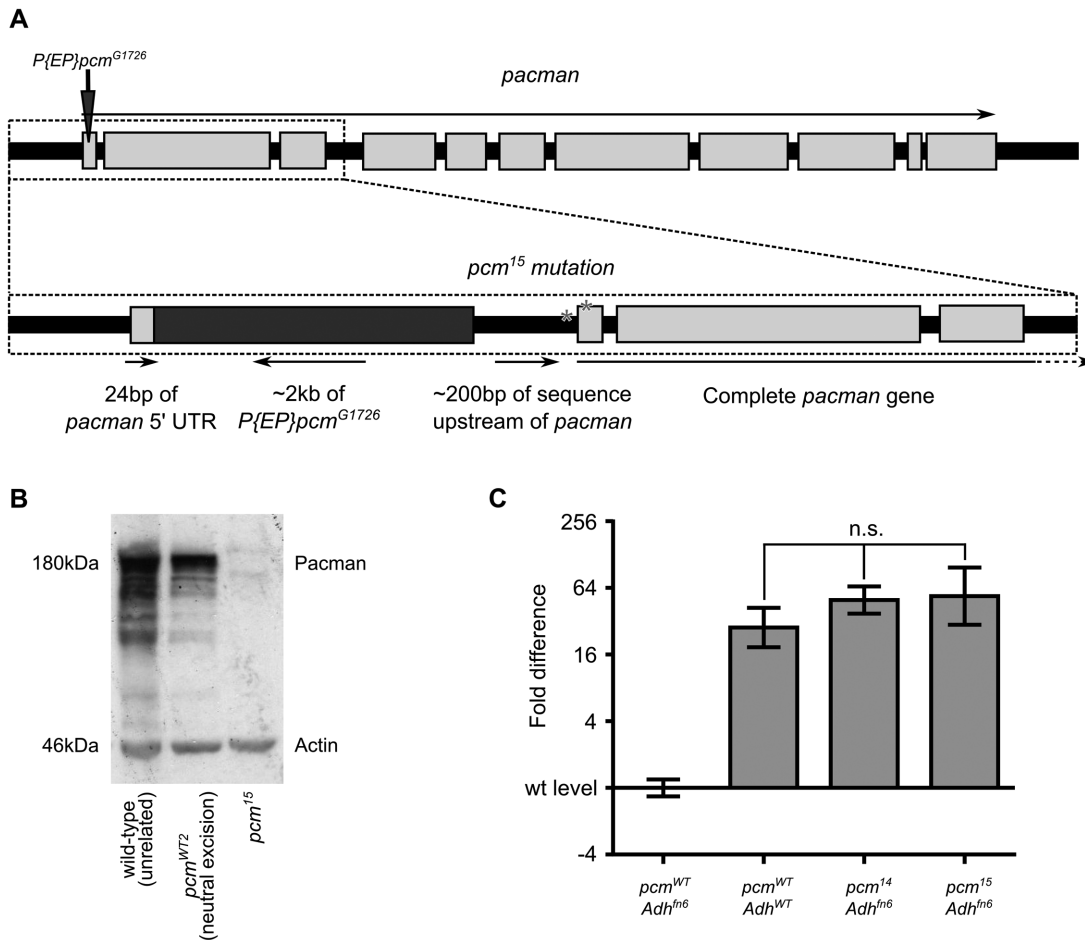 A
P{EP}pcm^G1726
pacman
pcm^15 mutation
* *
24bp of
pacman 5' UTR
~2kb of
P{EP}pcm^G1726
~200bp of sequence
upstream of pacman
Complete pacman gene
B
180kDa
Pacman
46kDa
Actin
wild-type
(unrelated)
pcm^WT2
(neutral excision)
pcm^15
C
Fold difference
256
64
16
4
wt level
-4
n.s.
pcm^WT
Adh^fn6
pcm^WT
Adh^WT
pcm^14
Adh^fn6
pcm^15
Adh^fn6